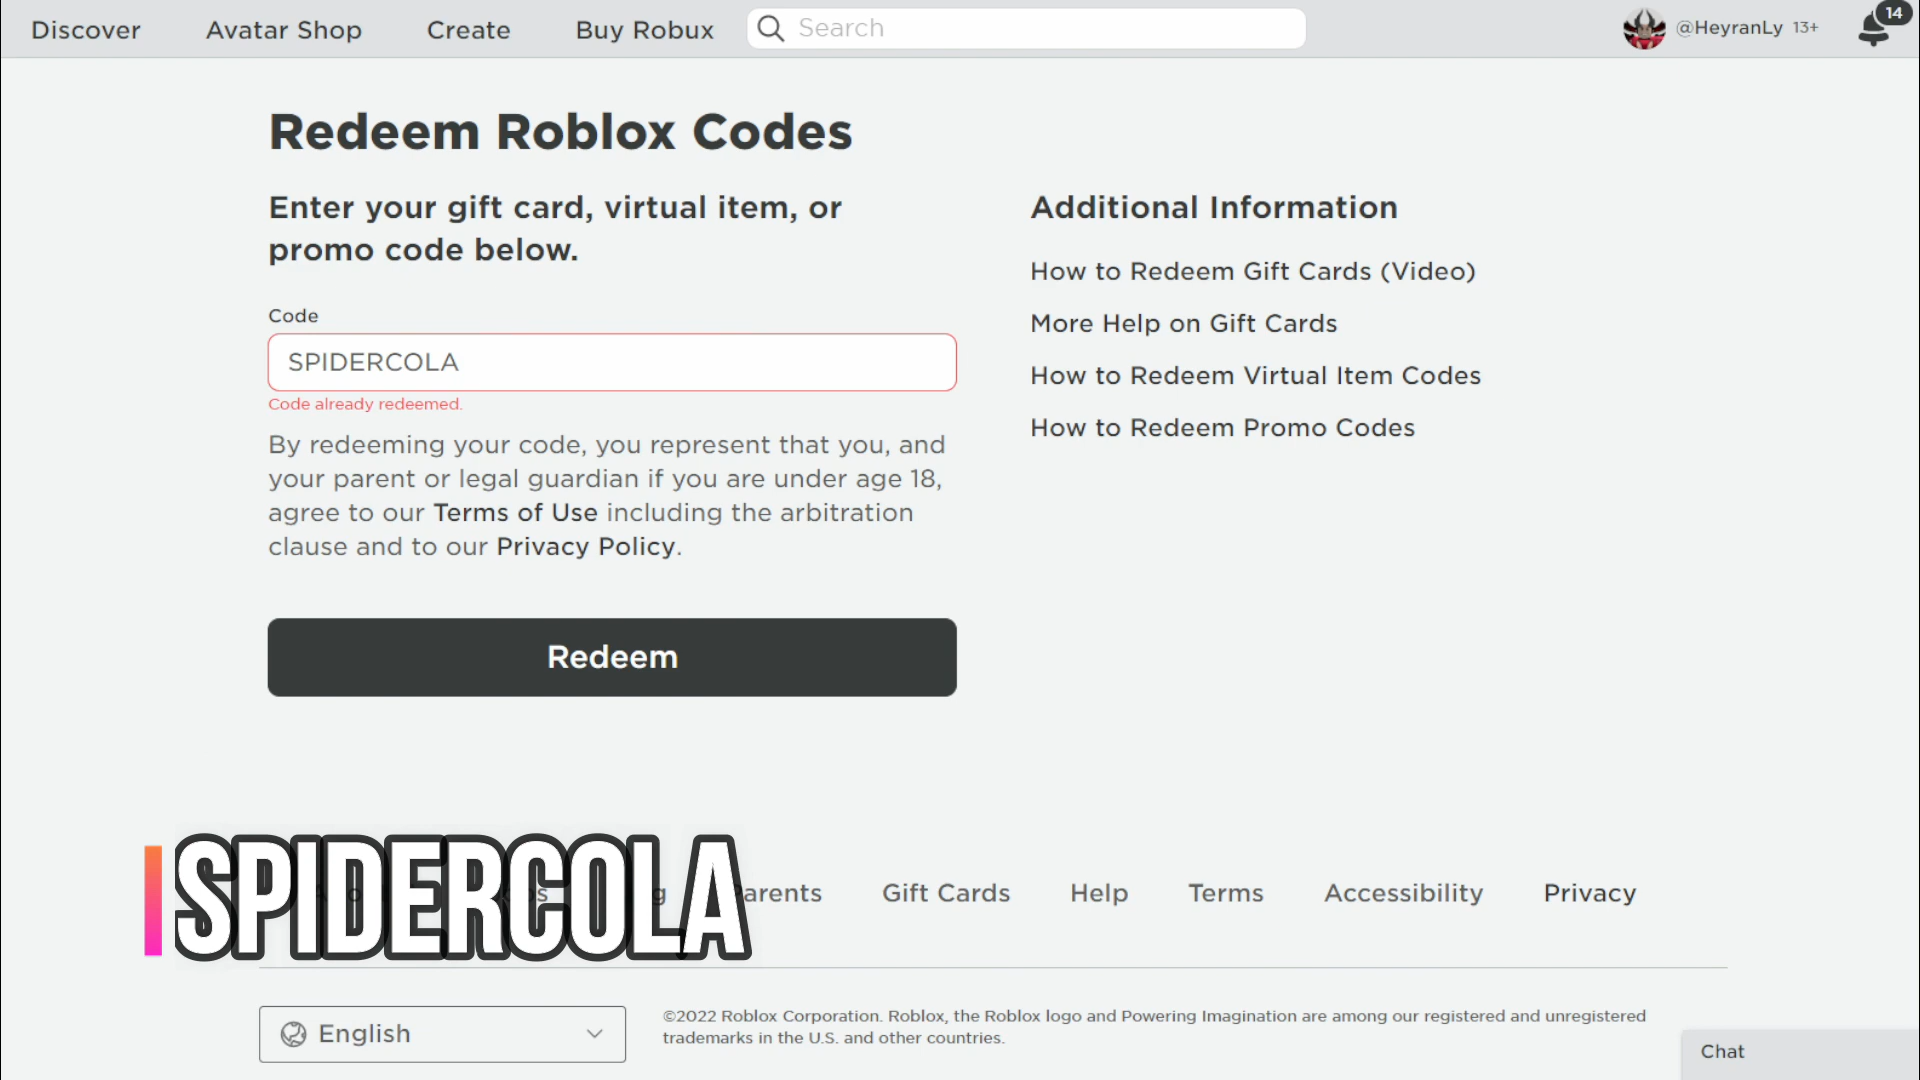 Discover Avatar Shop Create Buy Robux Search @HeyranLy 13+ 14
Redeem Roblox Codes
Enter your gift card, virtual item, or
promo code below.
Code
SPIDERCOLA
Code already redeemed.
By redeeming your code, you represent that you, and
your parent or legal guardian if you are under age 18,
agree to our Terms of Use including the arbitration
clause and to our Privacy Policy.
Redeem
Additional Information
How to Redeem Gift Cards (Video)
More Help on Gift Cards
How to Redeem Virtual Item Codes
How to Redeem Promo Codes
SPIDERCOLA
Parents Gift Cards Help Terms Accessibility Privacy
English
©2022 Roblox Corporation. Roblox, the Roblox logo and Powering Imagination are among our registered and unregistered
trademarks in the U.S. and other countries.
Chat